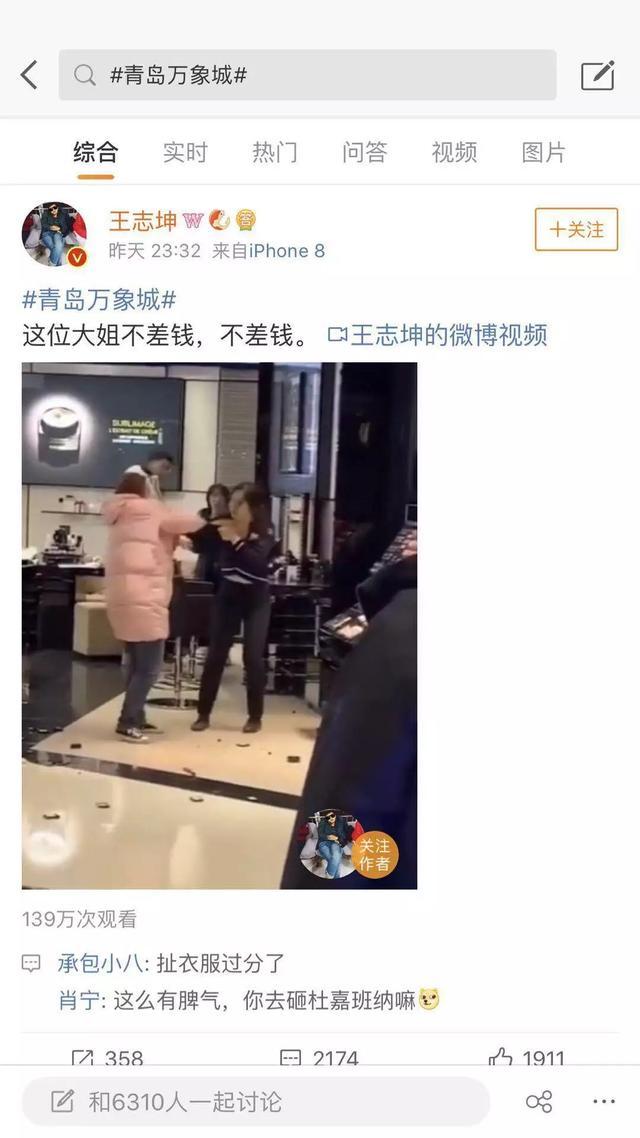 #青岛万象城#
综合 实时 热门 问答 视频 图片
王志坤
昨天 23:32 来自iPhone 8
+关注
#青岛万象城#
这位大姐不差钱，不差钱。 王志坤的微博视频
SUBLIMAGE
L'EXTRAIT DE CRÈME
关注
作者
139万次观看
承包小八: 扯衣服过分了
肖宁: 这么有脾气，你去砸杜嘉班纳嘛
358 2174 1911
和6310人一起讨论